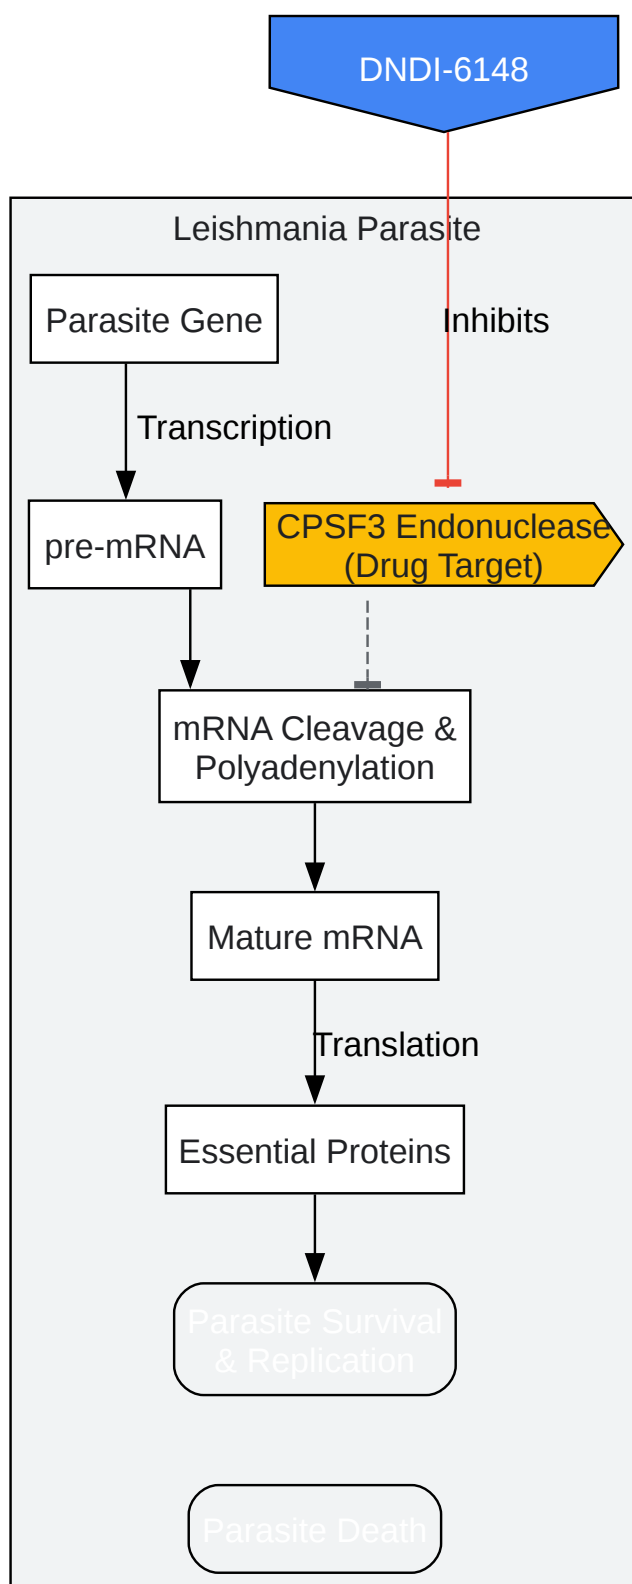 DNDI-6148
Leishmania Parasite
Parasite Gene
Inhibits
Transcription
pre-mRNA
CPSF3 Endonuclease
(Drug Target)
mRNA Cleavage &
Polyadenylation
Mature mRNA
Translation
Essential Proteins
Parasite Survival
& Replication
Parasite Death